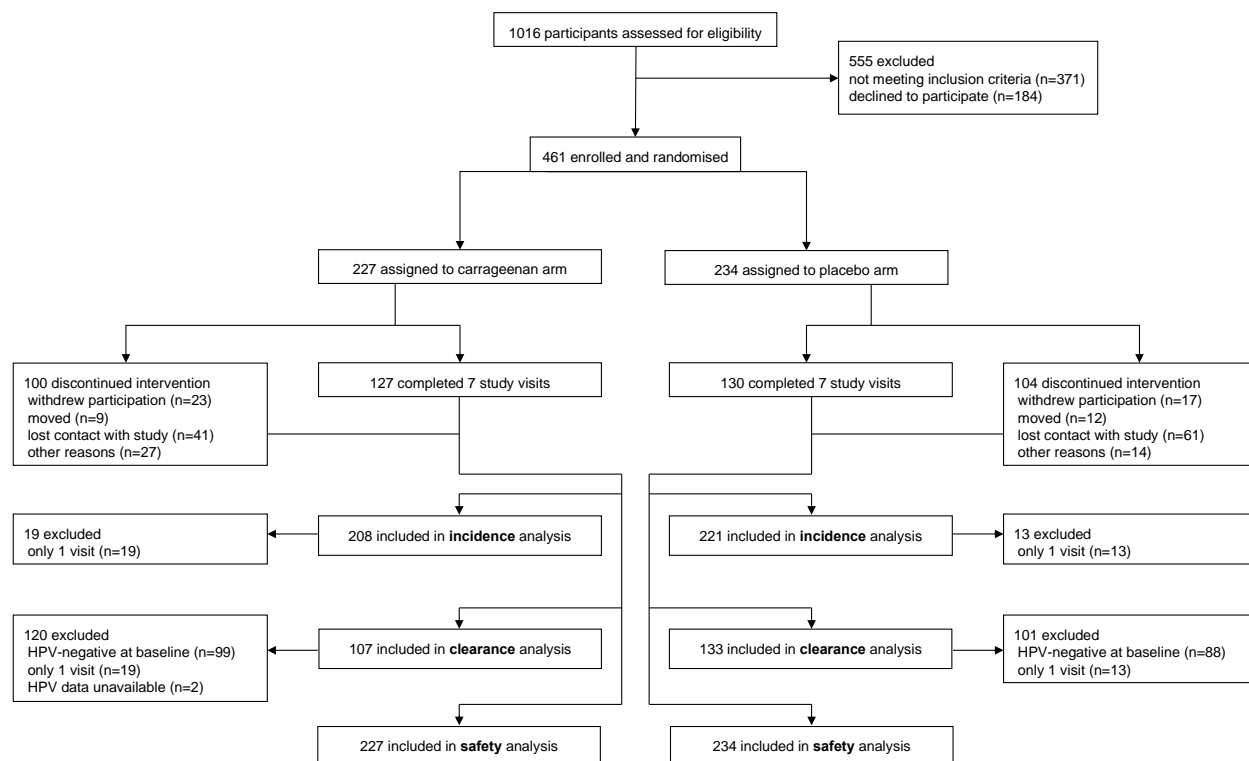 1016 participants assessed for eligibility
555 excluded
not meeting inclusion criteria (n=371)
declined to participate (n=184)
461 enrolled and randomised
227 assigned to carrageenan arm
234 assigned to placebo arm
100 discontinued intervention
withdrew participation (n=23)
moved (n=9)
lost contact with study (n=41)
other reasons (n=27)
127 completed 7 study visits
130 completed 7 study visits
104 discontinued intervention
withdrew participation (n=17)
moved (n=12)
lost contact with study (n=61)
other reasons (n=14)
19 excluded
only 1 visit (n=19)
208 included in incidence analysis
221 included in incidence analysis
13 excluded
only 1 visit (n=13)
120 excluded
HPV-negative at baseline (n=99)
only 1 visit (n=19)
HPV data unavailable (n=2)
107 included in clearance analysis
133 included in clearance analysis
101 excluded
HPV-negative at baseline (n=88)
only 1 visit (n=13)
227 included in safety analysis
234 included in safety analysis